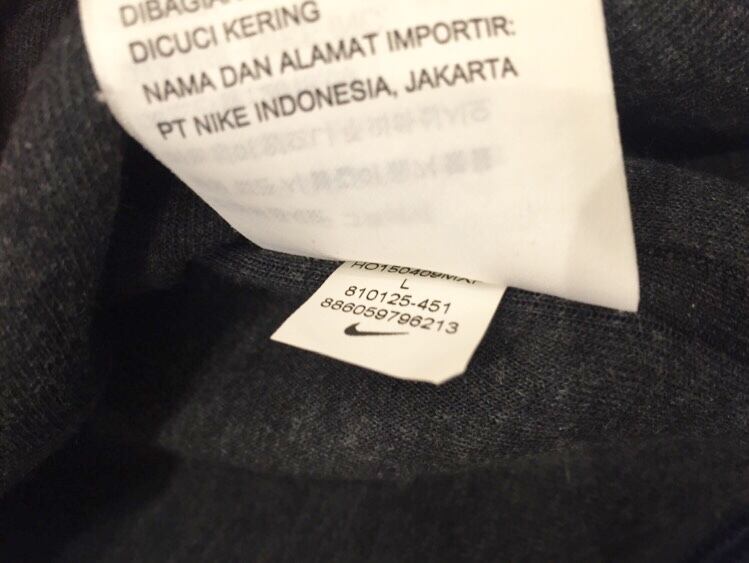 DICUCI KERING
NAMA DAN ALAMAT IMPORTIR:
PT NIKE INDONESIA, JAKARTA
L
810125-451
886059796213